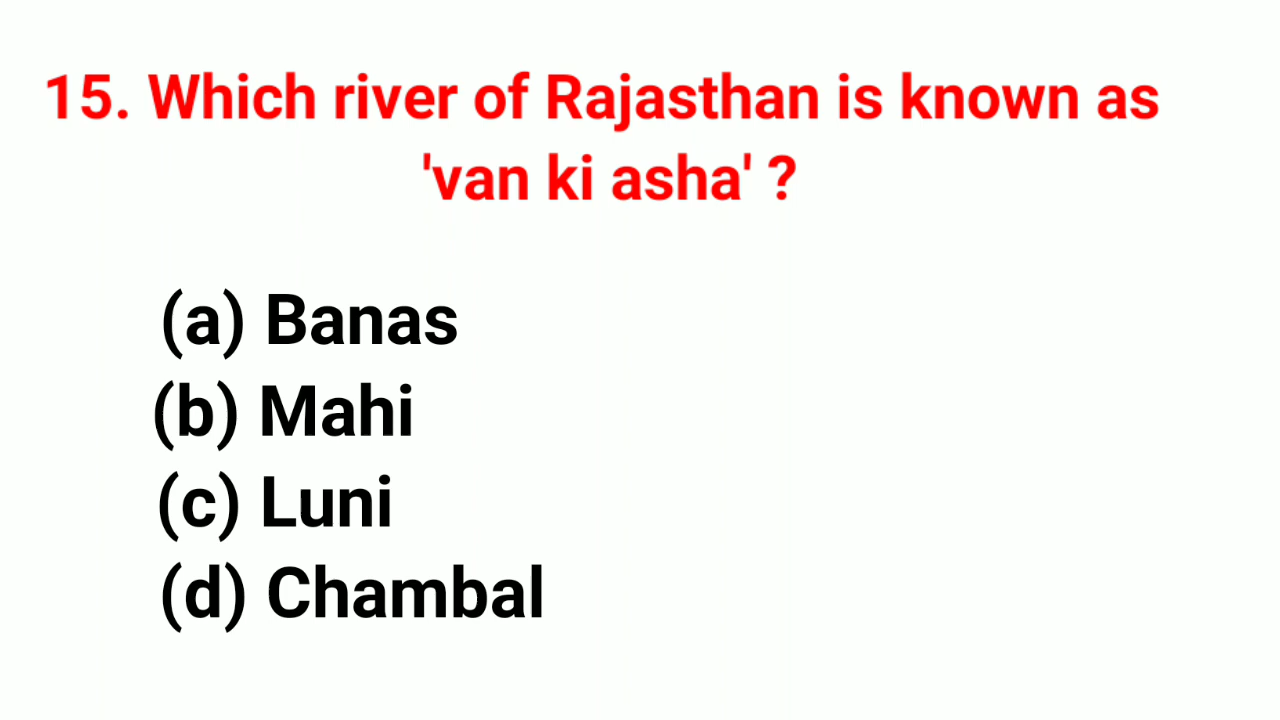 15. Which river of Rajasthan is known as
'van ki asha' ?
(a) Banas
(b) Mahi
(c) Luni
(d) Chambal